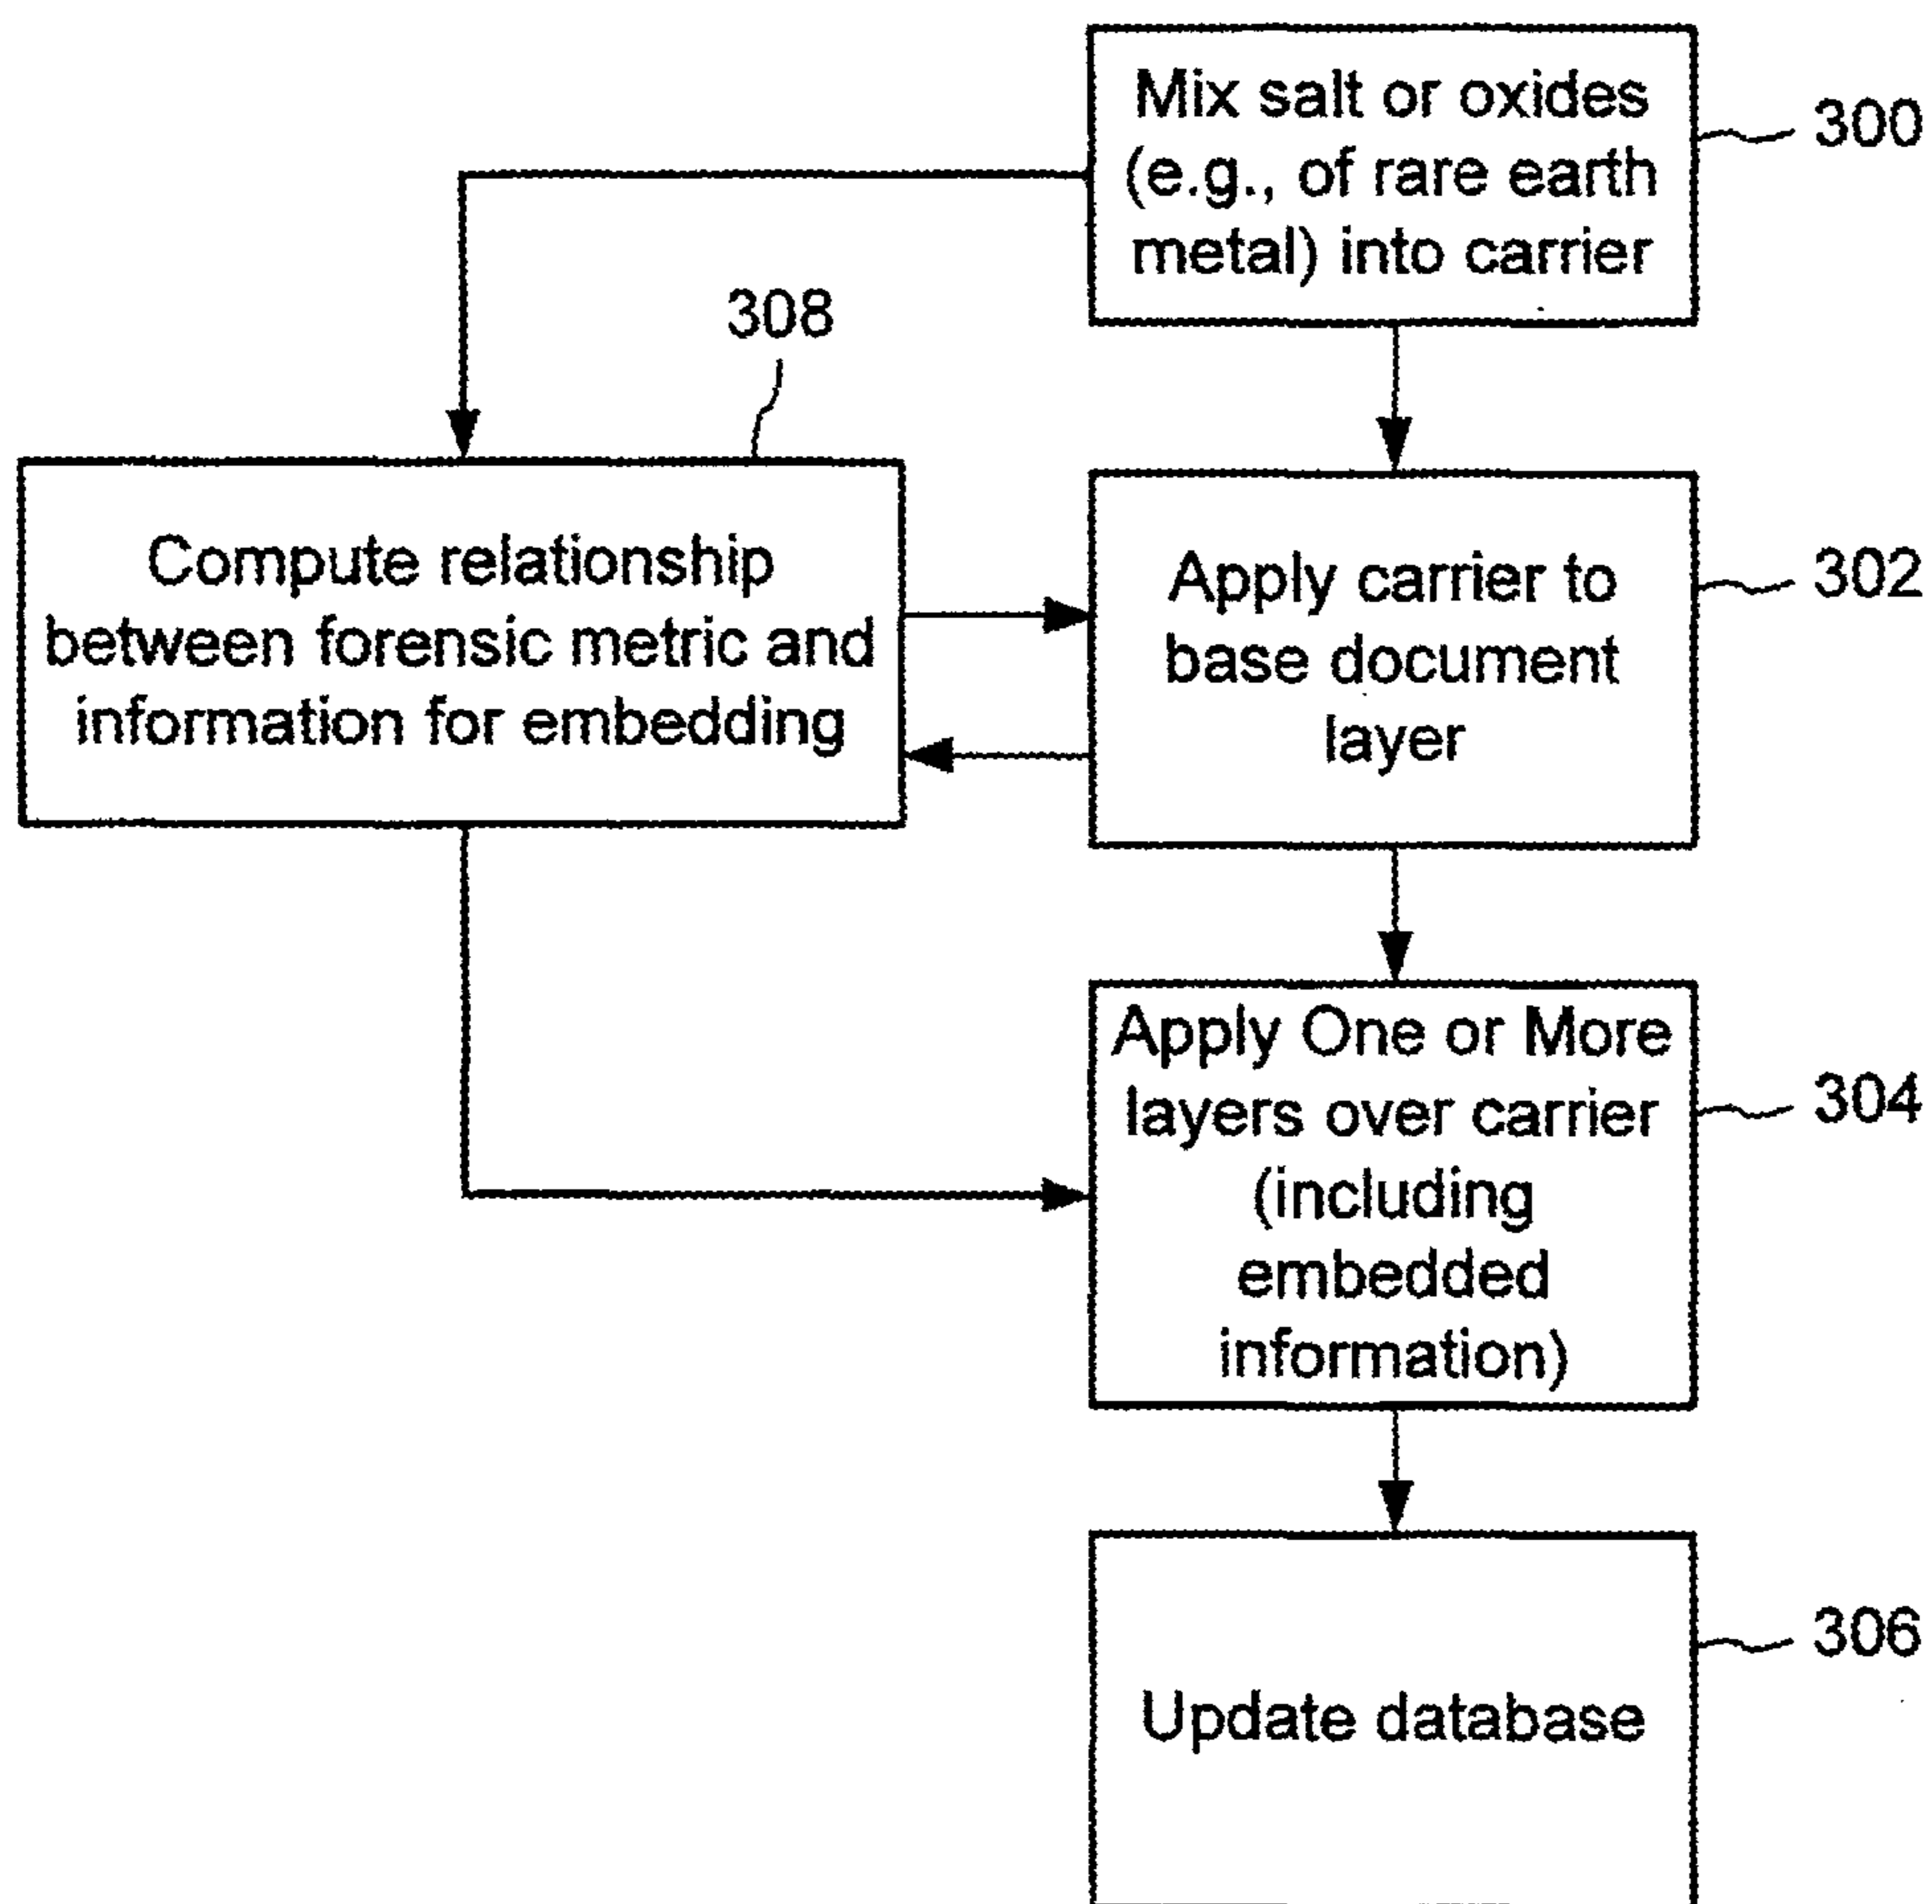 Mix salt or oxides
(e.g., of rare earth
metal) into carrier
300
308
Compute relationship
between forensic metric and
information for embedding
Apply carrier to
base document
layer
302
Apply One or More
layers over carrier
(including
embedded
information)
304
Update database
306